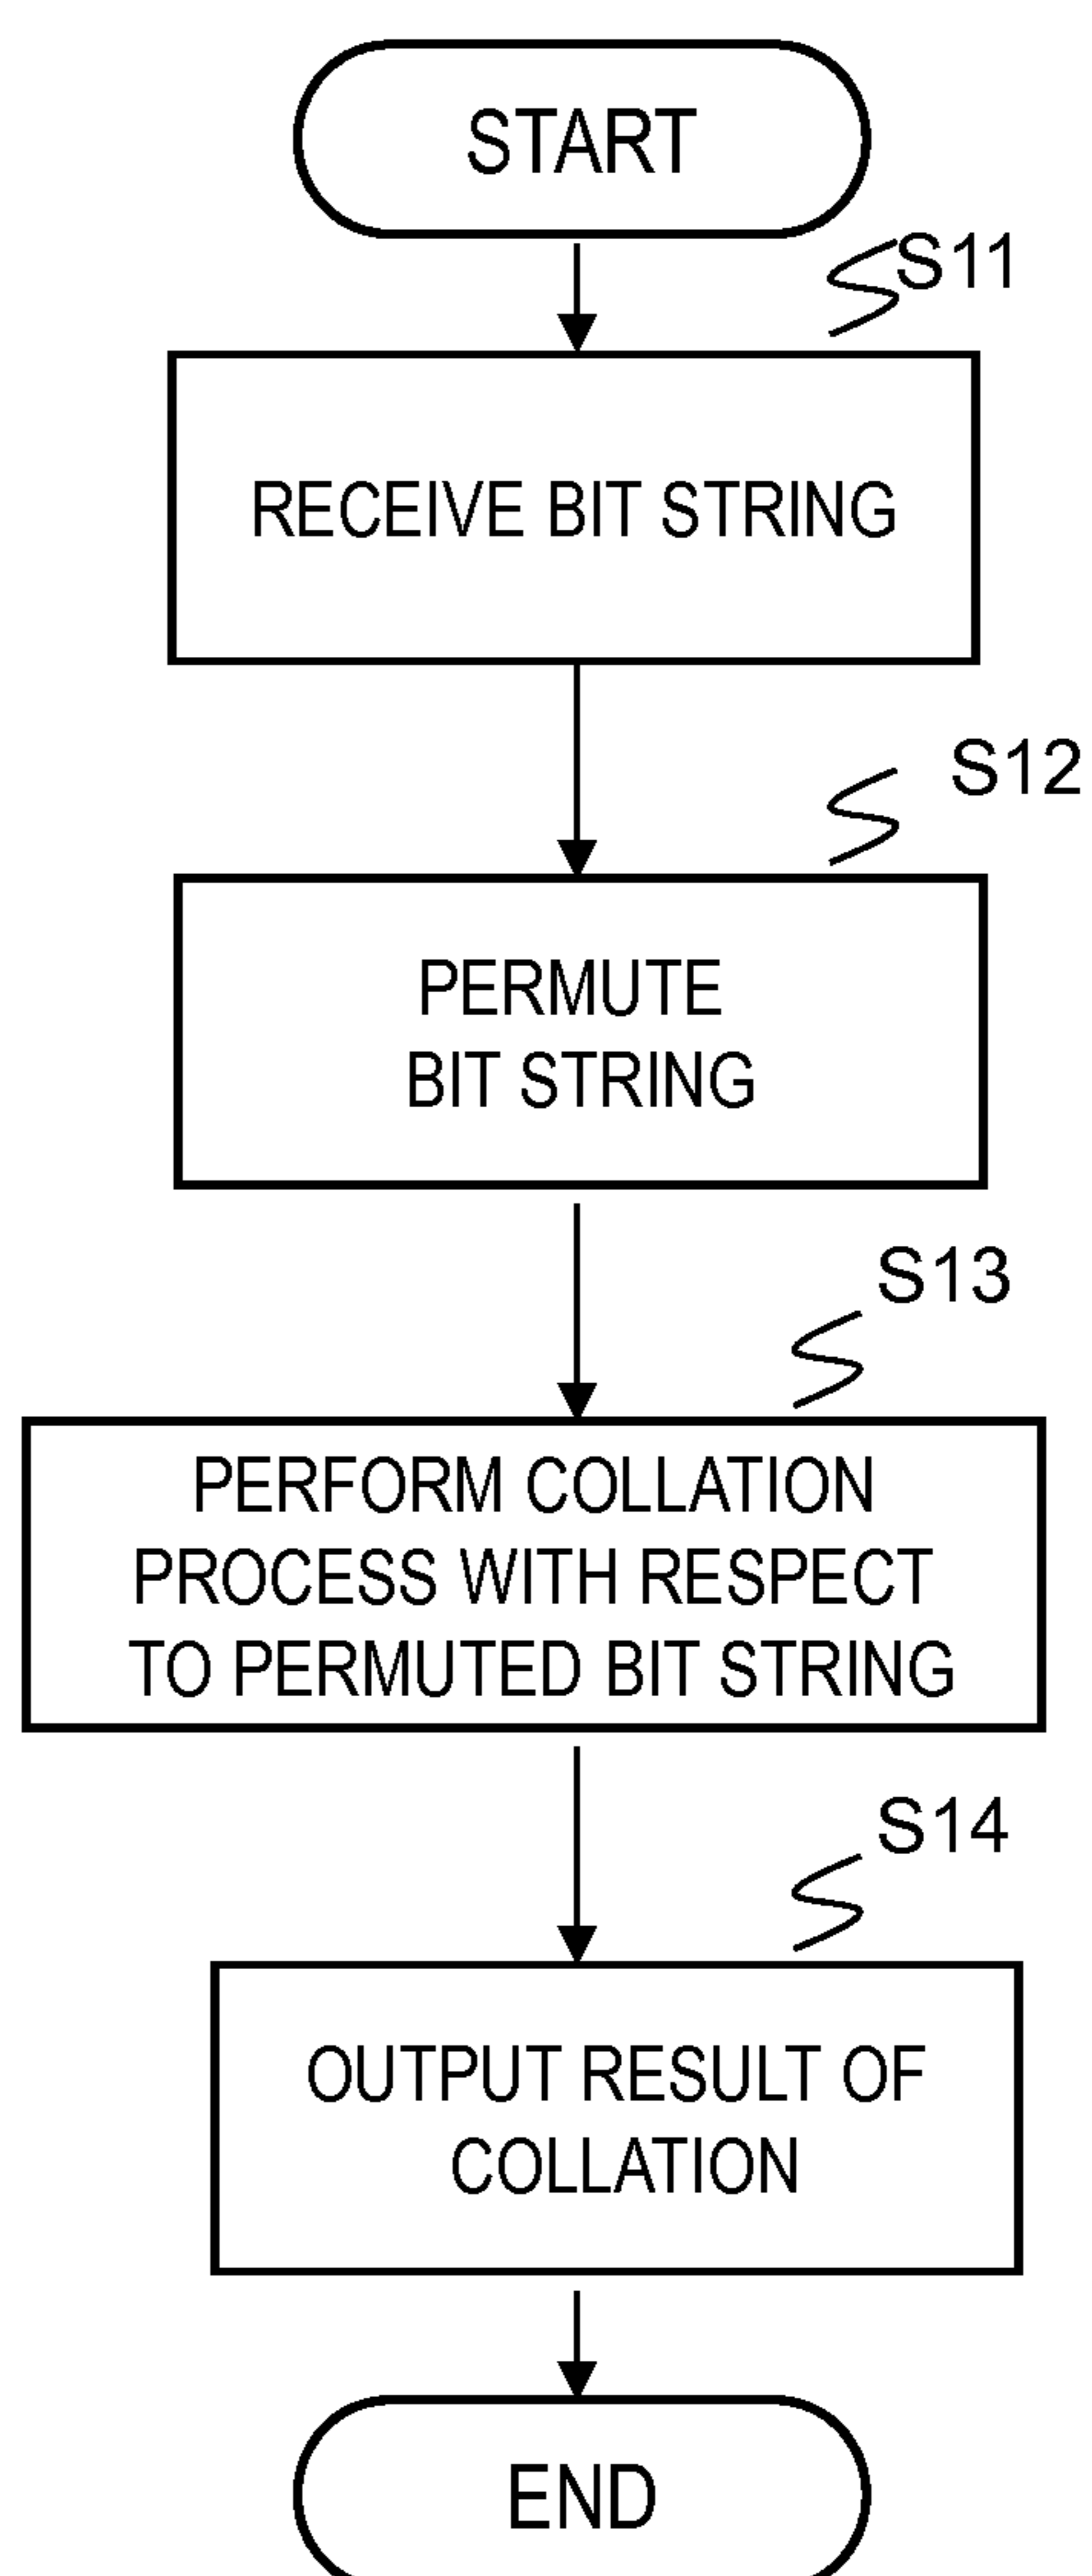 START
S11
RECEIVE BIT STRING
S12
PERMUTE
BIT STRING
S13
PERFORM COLLATION
PROCESS WITH RESPECT
TO PERMUTED BIT STRING
S14
OUTPUT RESULT OF
COLLATION
END